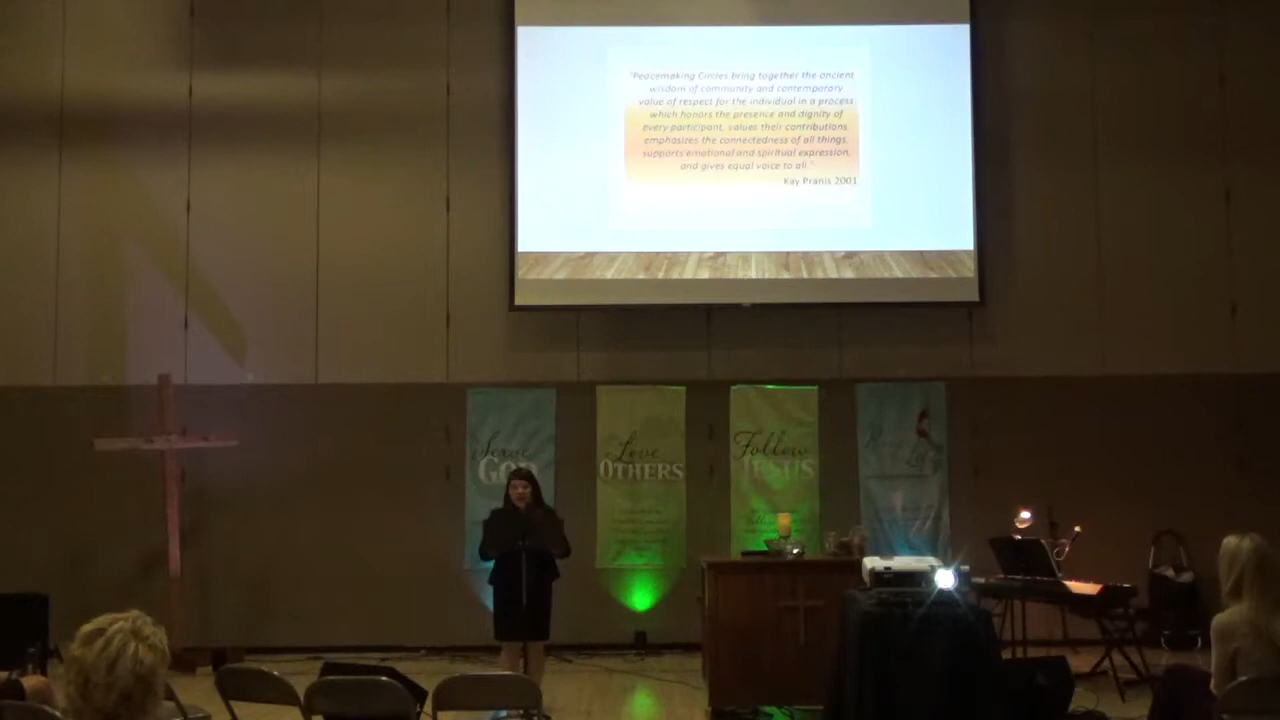 "Peacemaking Circles bring together the ancient
wisdom of community and contemporary
value of respect for the individual in a process
which honors the presence and dignity of
every participant, values their contributions,
emphasizes the connectedness of all things,
supports emotional and spiritual expression,
and gives equal voice to all."
Kay Pranis 2001
Serve
GOD
Love
OTHERS
Follow
JESUS